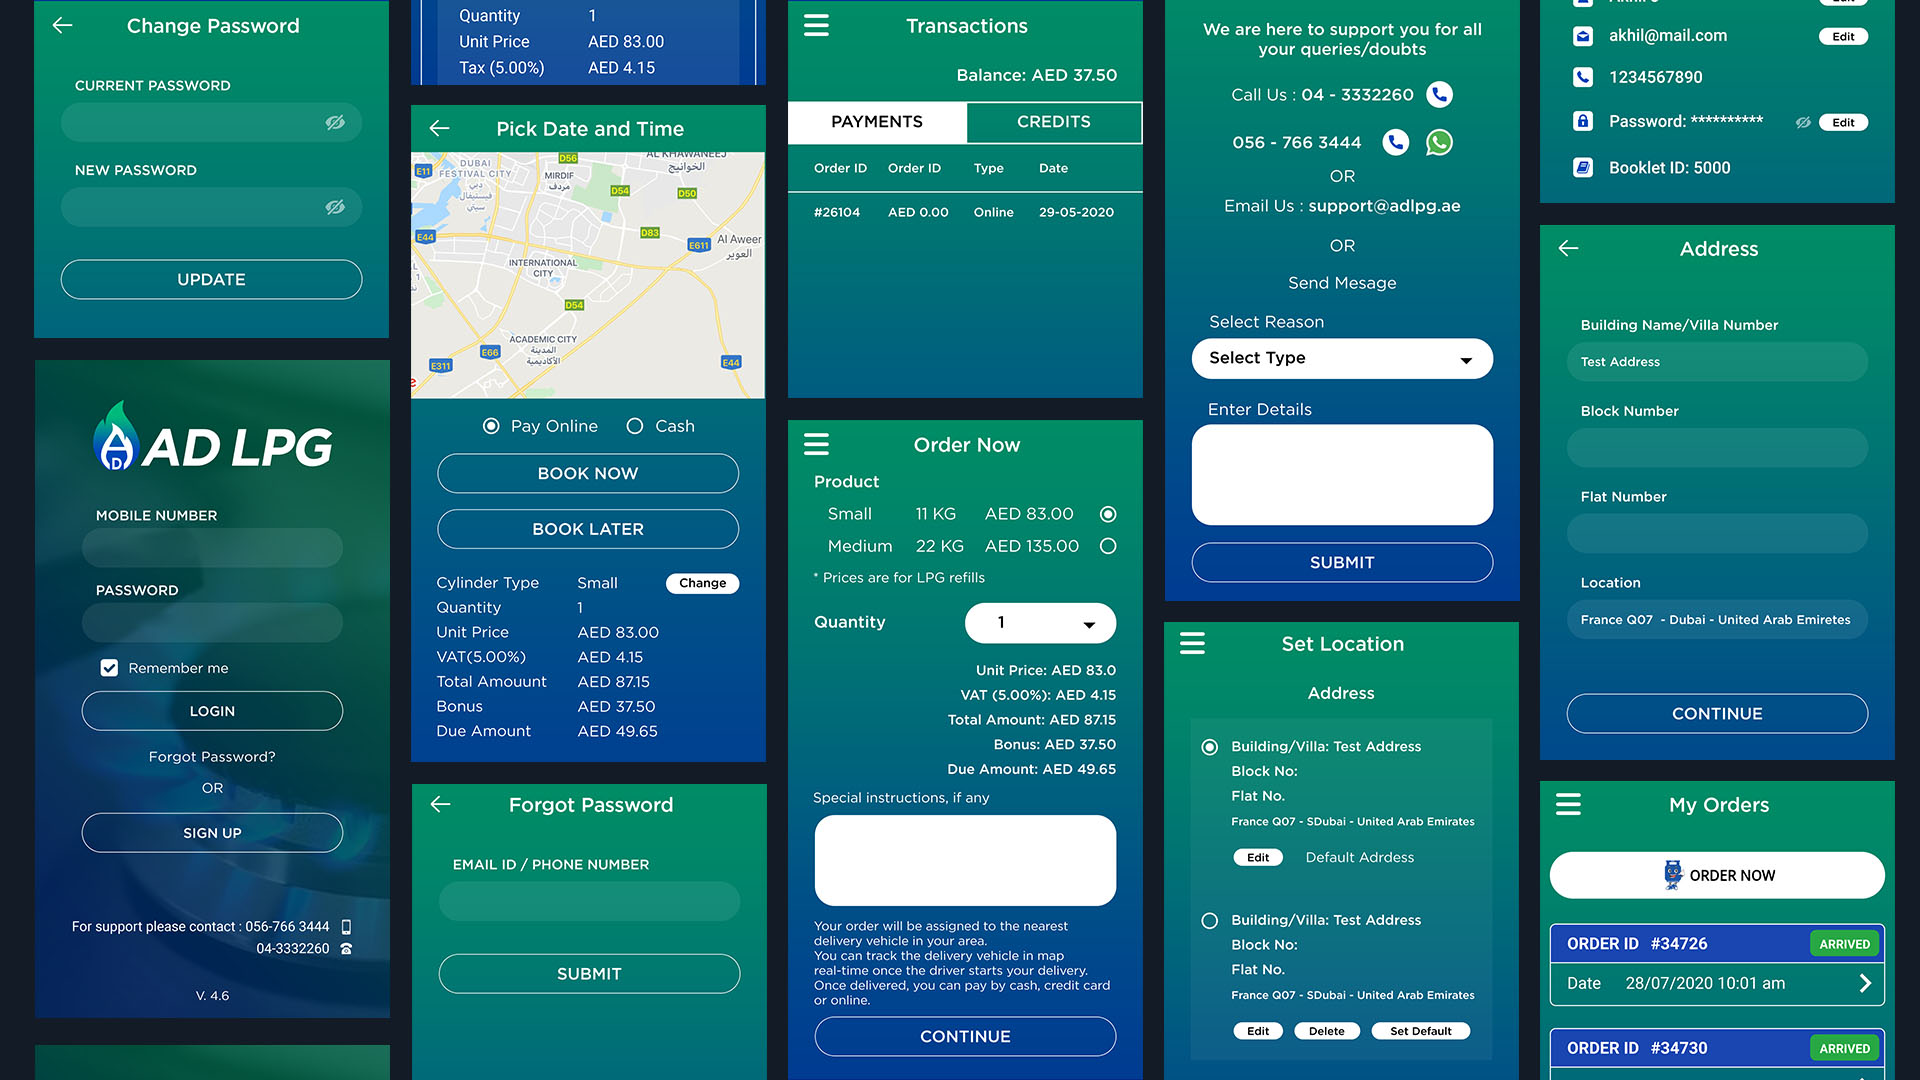 Change Password
CURRENT PASSWORD
NEW PASSWORD
UPDATE
AD LPG
MOBILE NUMBER
PASSWORD
Remember me
LOGIN
Forgot Password?
OR
SIGN UP
For support please contact : 056-766 3444
04-3332260
V. 4.6
Quantity 1
Unit Price AED 83.00
Tax (5.00%) AED 4.15
Pick Date and Time
DUBAI
FESTIVAL CITY
دبي
فيستيفال
سيتي
MIRDIF
مردف
AL KHAWANEEJ
الخوانيج
E11
D56
D54
D50
E44
D83
E611
Al Aweer
العوير
INTERNATIONAL
CITY
D54
ACADEMIC CITY
المدينة
الأكاديمية
E66
E311
E44
Pay Online Cash
BOOK NOW
BOOK LATER
Cylinder Type Small Change
Quantity 1
Unit Price AED 83.00
VAT(5.00%) AED 4.15
Total Amouunt AED 87.15
Bonus AED 37.50
Due Amount AED 49.65
Forgot Password
EMAIL ID / PHONE NUMBER
SUBMIT
Transactions
Balance: AED 37.50
PAYMENTS CREDITS
Order ID Order ID Type Date
#26104 AED 0.00 Online 29-05-2020
Order Now
Product
Small 11 KG AED 83.00
Medium 22 KG AED 135.00
* Prices are for LPG refills
Quantity 1
Unit Price: AED 83.0
VAT (5.00%): AED 4.15
Total Amount: AED 87.15
Bonus: AED 37.50
Due Amount: AED 49.65
Special instructions, if any
Your order will be assigned to the nearest
delivery vehicle in your area.
You can track the delivery vehicle in map
real-time once the driver starts your delivery.
Once delivered, you can pay by cash, credit card
or online.
CONTINUE
We are here to support you for all
your queries/doubts
Call Us : 04 - 3332260
056 - 766 3444
OR
Email Us : support@adlpg.ae
OR
Send Mesage
Select Reason
Select Type
Enter Details
SUBMIT
Set Location
Address
Building/Villa: Test Address
Block No:
Flat No.
France Q07 - SDubai - United Arab Emirates
Edit Default Adrdess
Building/Villa: Test Address
Block No:
Flat No.
France Q07 - SDubai - United Arab Emirates
Edit Delete Set Default
akhil@mail.com Edit
1234567890
Password: ********** Edit
Booklet ID: 5000
Address
Building Name/Villa Number
Test Address
Block Number
Flat Number
Location
France Q07 - Dubai - United Arab Emiretes
CONTINUE
My Orders
ORDER NOW
ORDER ID #34726 ARRIVED
Date 28/07/2020 10:01 am
ORDER ID #34730 ARRIVED